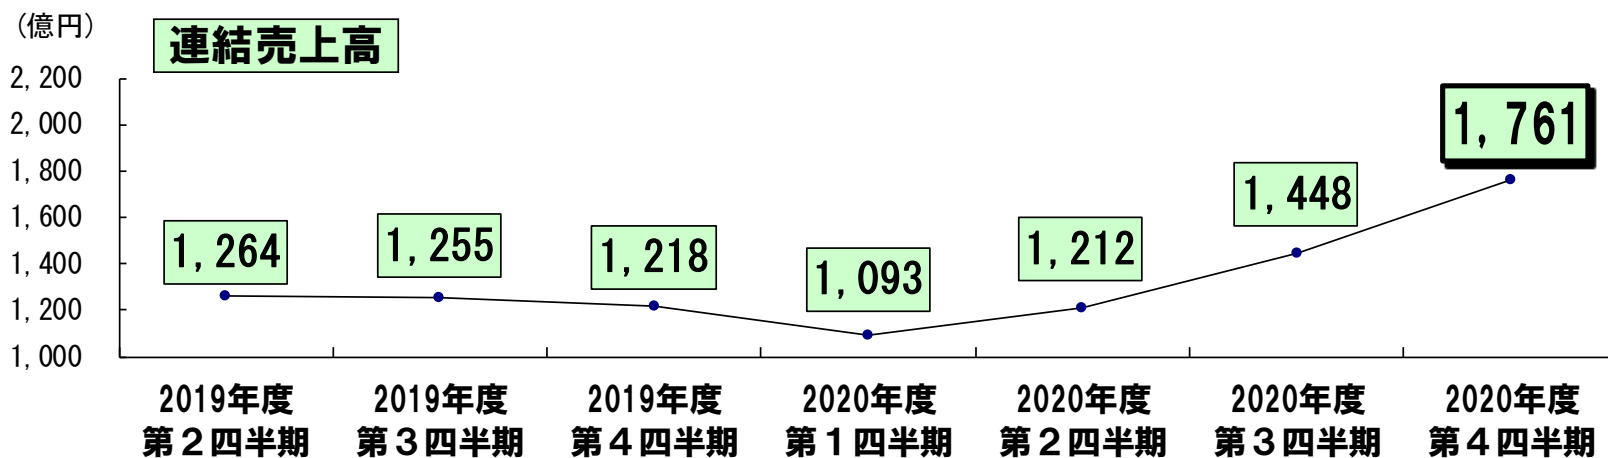 (億円)
連結売上高
2,200
2,000
1,800
1,600
1,400
1,200
1,000
1,264
1,255
1,218
1,093
1,212
1,448
1,761
2019年度
第２四半期
2019年度
第３四半期
2019年度
第４四半期
2020年度
第１四半期
2020年度
第２四半期
2020年度
第３四半期
2020年度
第４四半期